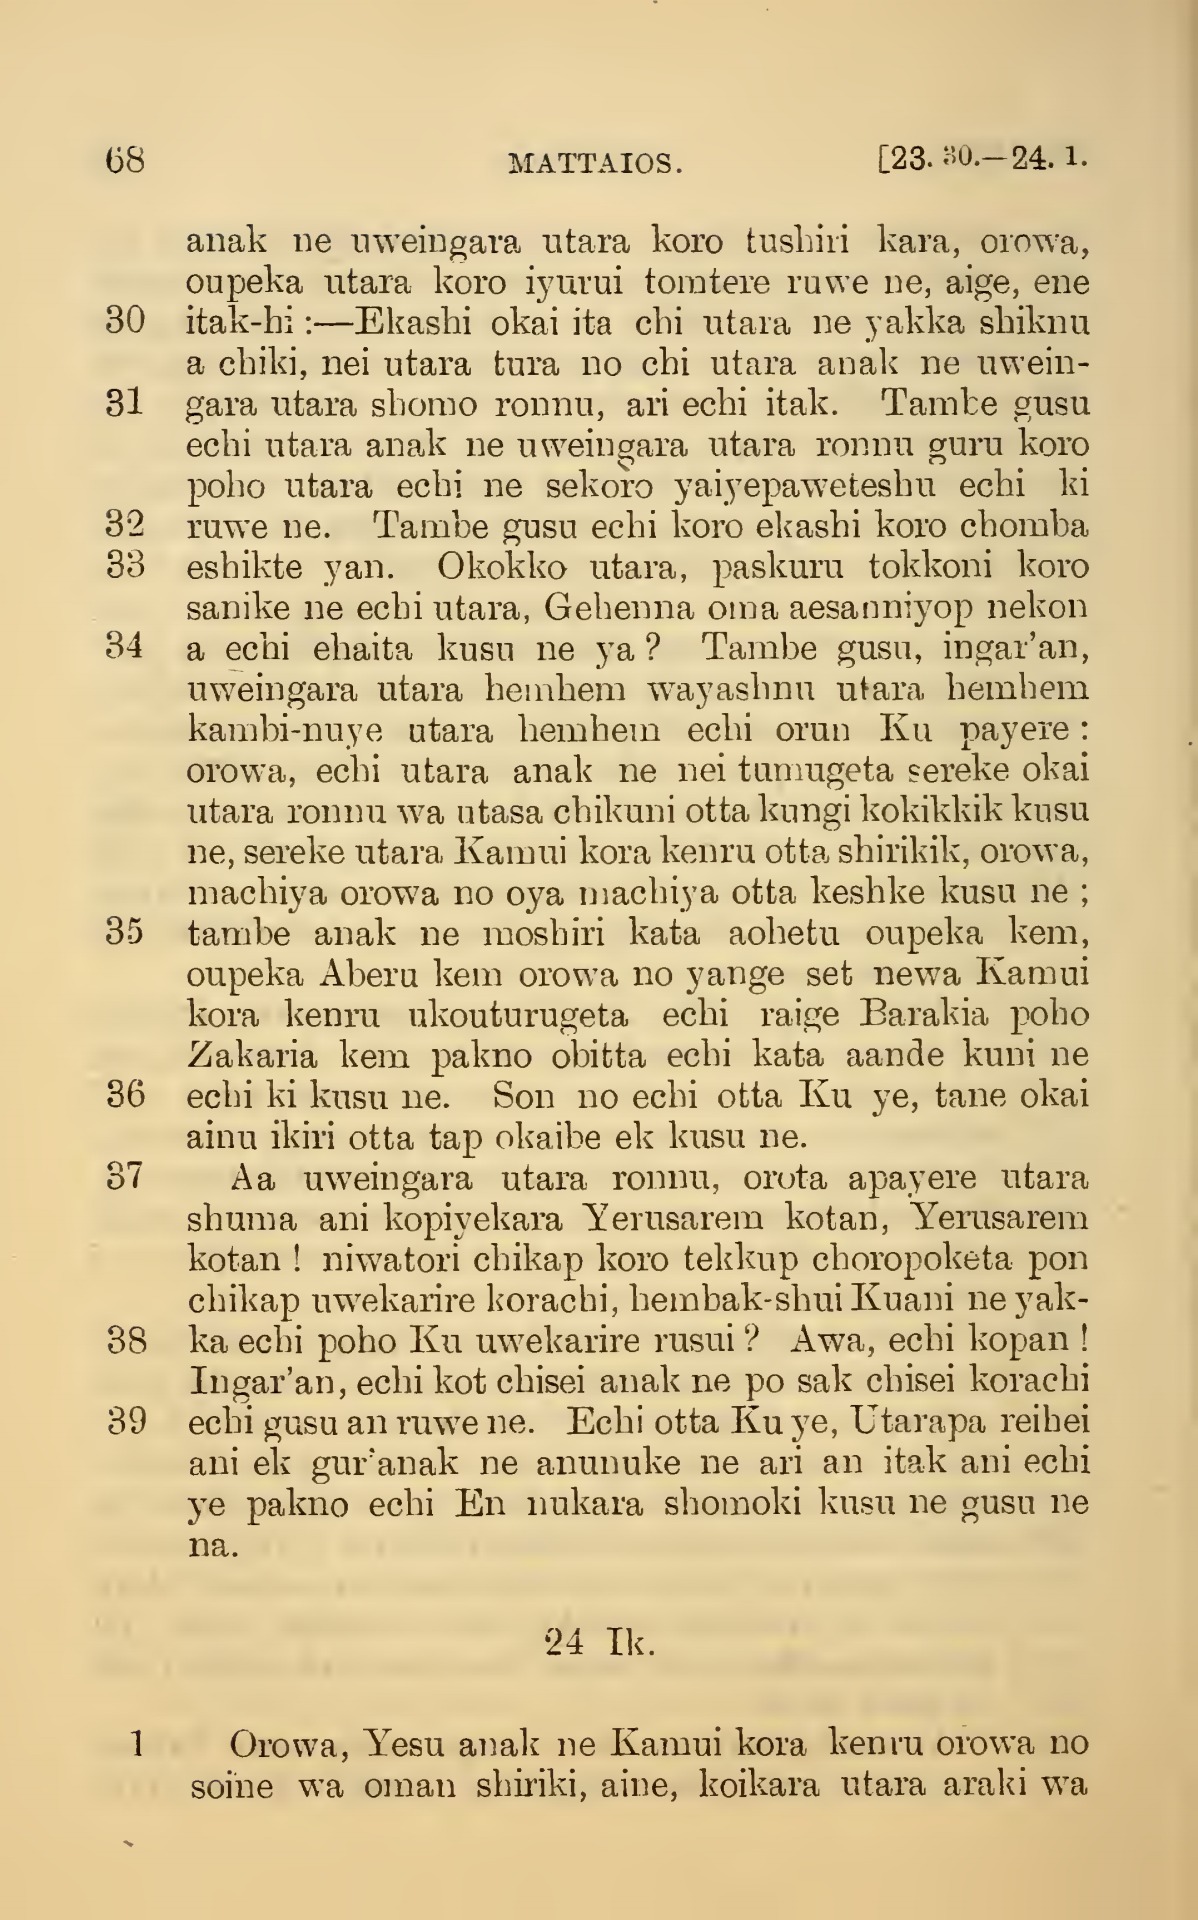 68 MATTAIOS. [23. 30.—24. 1.
anak ne uweingara utara koro tushiri kara, orowa,
oupeka utara koro iyurui tomtere ruwe ne, aige, ene
30 itak-hi :—Ekashi okai ita chi utara ne yakka shiknu
a chiki, nei utara tura no chi utara anak ne uwein-
31 gara utara shomo ronnu, ari echi itak. Tambe gusu
echi utara anak ne uweingara utara ronnu guru koro
poho utara echi ne sekoro yaiyepaweteshu echi ki
32 ruwe ne. Tambe gusu echi koro ekashi koro chomba
33 eshikte yan. Okokko utara, paskuru tokkoni koro
sanike ne echi utara, Gehenna oma aesanniyop nekon
34 a echi ehaita kusu ne ya ? Tambe gusu, ingar'an,
uweingara utara hemhem wayashnu utara hemhem
kambi-nuye utara hemhem echi orun Ku payere :
orowa, echi utara anak ne nei tumugeta sereke okai
utara ronnu wa utasa chikuni otta kungi kokikkik kusu
ne, sereke utara Kamui kora kenru otta shirikik, orowa,
machiya orowa no oya machiya otta keshke kusu ne ;
35 tambe anak ne moshiri kata aohetu oupeka kem,
oupeka Aberu kem orowa no yange set newa Kamui
kora kenru ukouturugeta echi raige Barakia poho
Zakaria kem pakno obitta echi kata aande kuni ne
36 echi ki kusu ne. Son no echi otta Ku ye, tane okai
ainu ikiri otta tap okaibe ek kusu ne.
37 Aa uweingara utara ronnu, orota apayere utara
shuma ani kopiyekara Yerusarem kotan, Yerusarem
kotan ! niwatori chikap koro tekkup choropoketa pon
chikap uwekarire korachi, hembak-shui Kuani ne yak-
38 ka echi poho Ku uwekarire rusui ? Awa, echi kopan !
Ingar'an, echi kot chisei anak ne po sak chisei korachi
39 echi gusu an ruwe ne. Echi otta Ku ye, Utarapa reihei
ani ek gur'anak ne anunuke ne ari an itak ani echi
ye pakno echi En nukara shomoki kusu ne gusu ne
na.
24 Ik.
1 Orowa, Yesu anak ne Kamui kora kenru orowa no
soine wa oman shiriki, aine, koikara utara araki wa